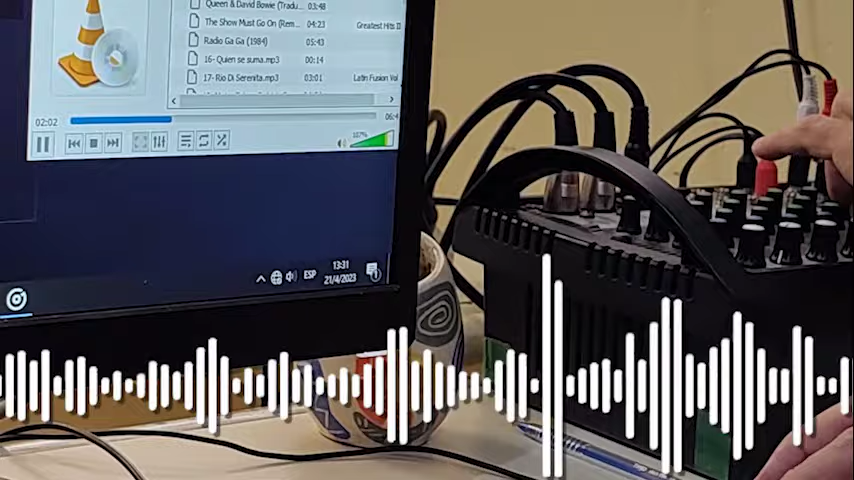 Queen & David Bowie (Tradu... 03:48
The Show Must Go On (Rem... 04:23 Greatest Hits II
Radio Ga Ga (1984) 05:43
16- Quien se suma.mp3 00:14
17- Rio Di Serenita.mp3 03:01 Latin Fusion Vol
02:02 06:4
107%
ESP
13:31
21/4/2023